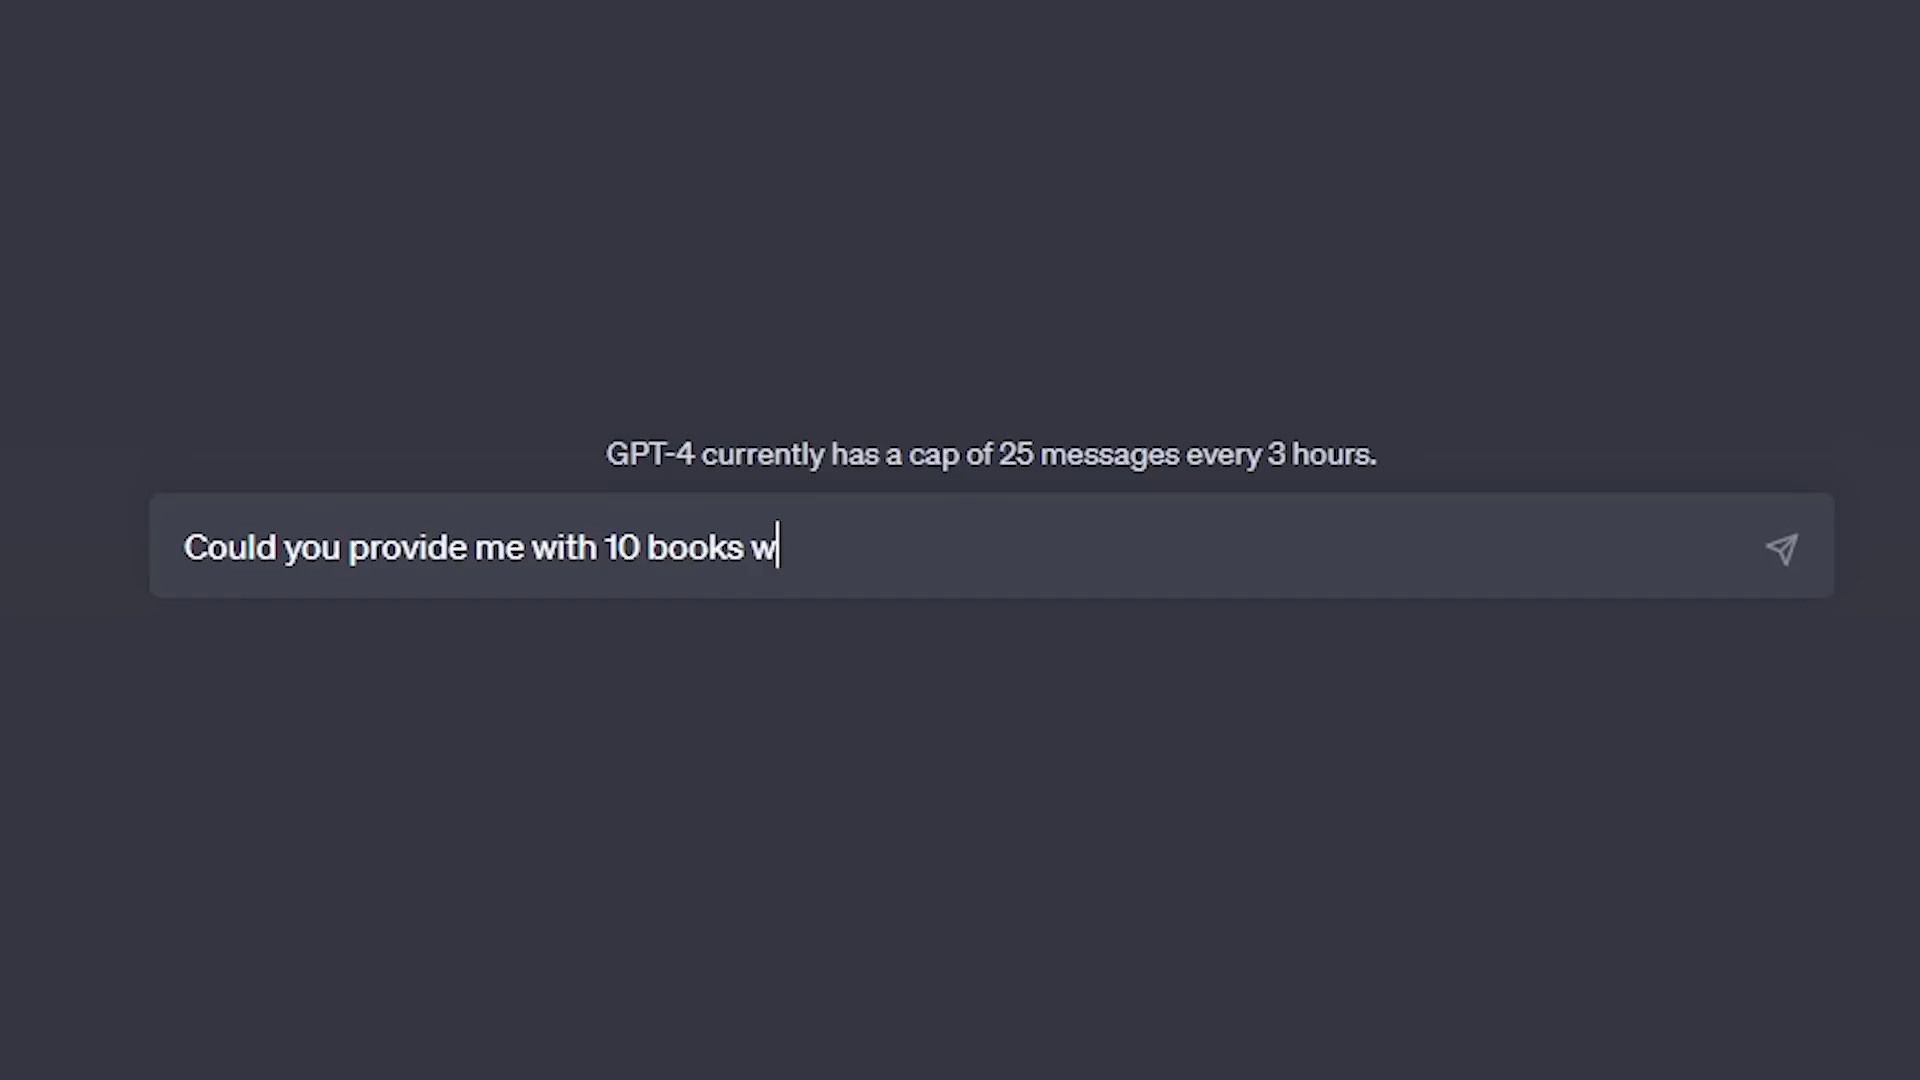 GPT-4 currently has a cap of 25 messages every 3 hours.
Could you provide me with 10 books w